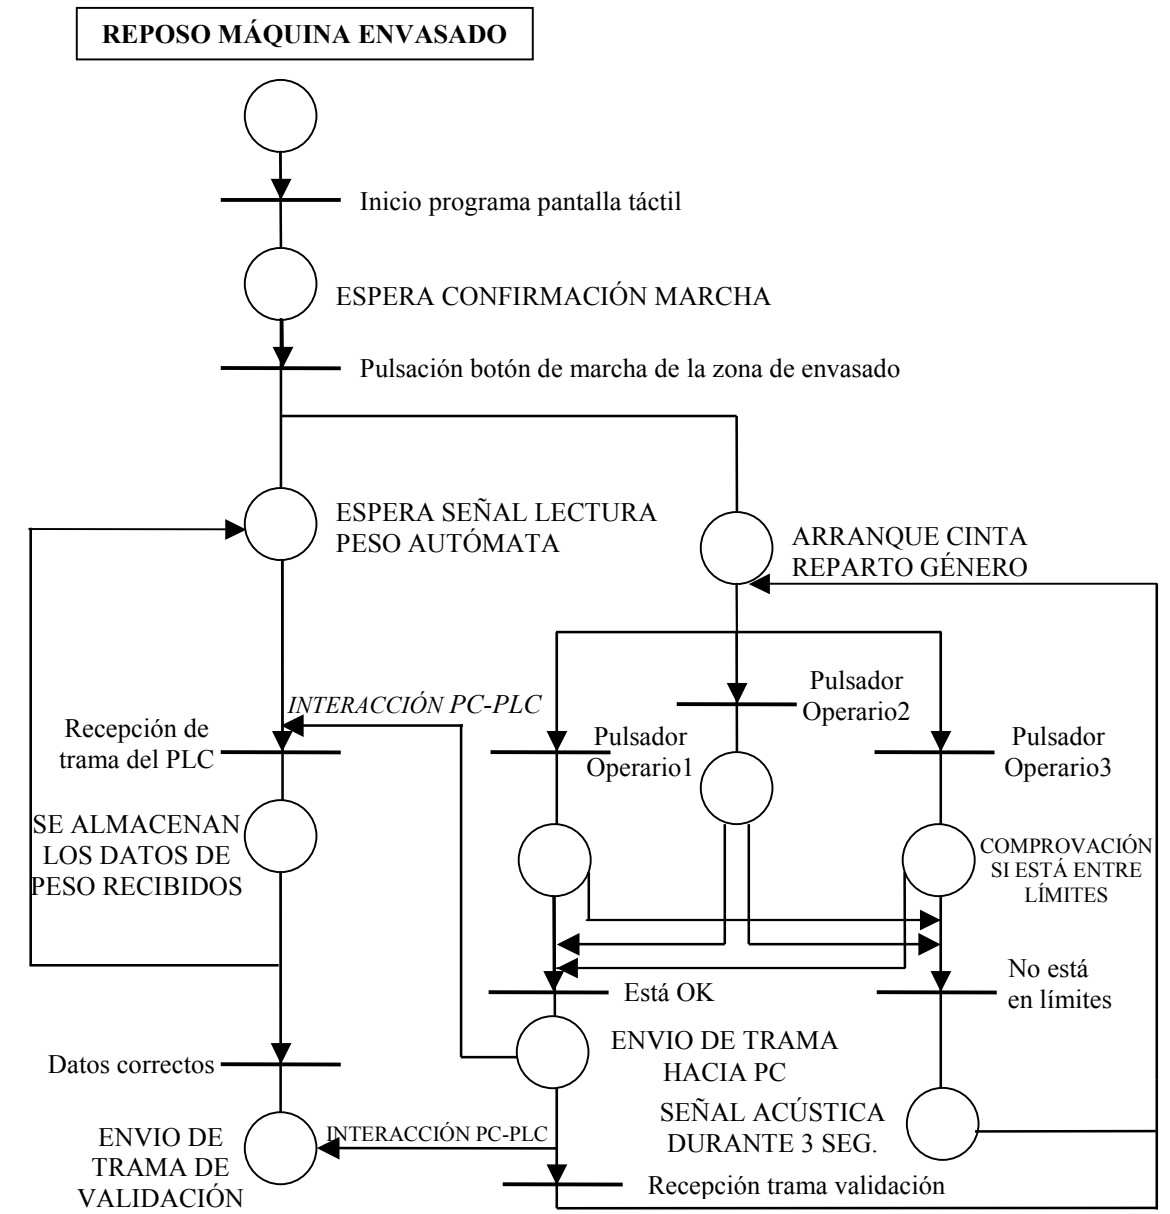 REPOSO MÁQUINA ENVASADO
Inicio programa pantalla táctil
ESPERA CONFIRMACIÓN MARCHA
Pulsación botón de marcha de la zona de envasado
ESPERA SEÑAL LECTURA
PESO AUTÓMATA
ARRANQUE CINTA
REPARTO GÉNERO
INTERACCIÓN PC-PLC
Pulsador
Operario2
Recepción de
trama del PLC
Pulsador
Operario1
Pulsador
Operario3
SE ALMACENAN
LOS DATOS DE
PESO RECIBIDOS
COMPROVACIÓN
SI ESTÁ ENTRE
LÍMITES
Está OK
No está
en límites
ENVIO DE TRAMA
HACIA PC
Datos correctos
SEÑAL ACÚSTICA
DURANTE 3 SEG.
INTERACCIÓN PC-PLC
ENVIO DE
TRAMA DE
VALIDACIÓN
Recepción trama validación